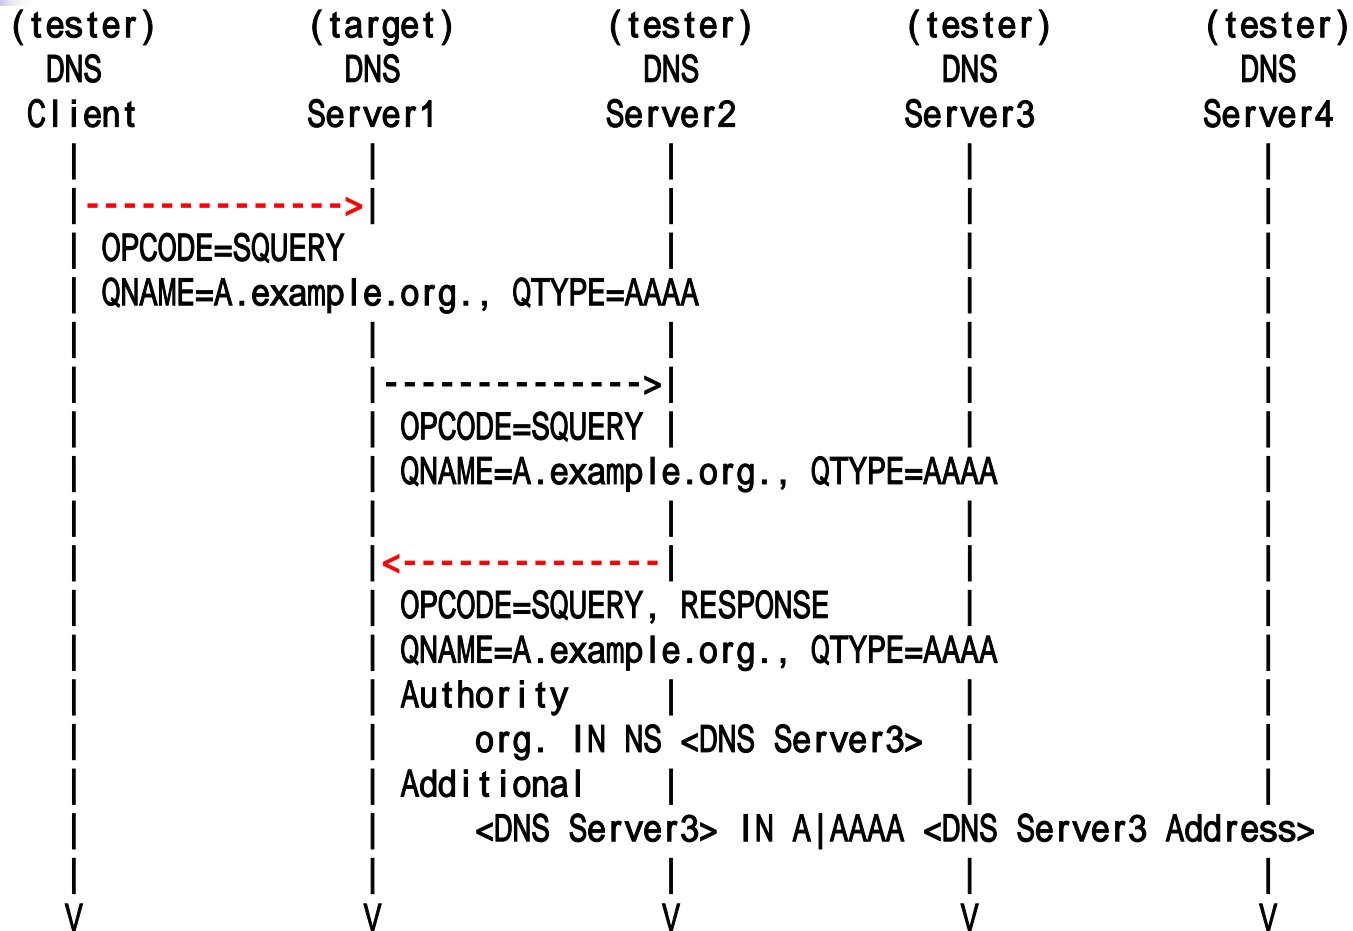 (tester) (target) (tester) (tester) (tester)
DNS DNS DNS DNS DNS
Client Server1 Server2 Server3 Server4
| | | | |
|-------------->| | | |
| OPCODE=SQUERY | | |
| QNAME=A.example.org., QTYPE=AAAA | |
| | | | |
| |-------------->| | |
| | OPCODE=SQUERY | | |
| | QNAME=A.example.org., QTYPE=AAAA |
| | | | |
| |<--------------| | |
| | OPCODE=SQUERY, RESPONSE | |
| | QNAME=A.example.org., QTYPE=AAAA |
| | Authority | | |
| | org. IN NS <DNS Server3> | |
| | Additional | | |
| | <DNS Server3> IN A|AAAA <DNS Server3 Address>
| | | | |
V V V V V